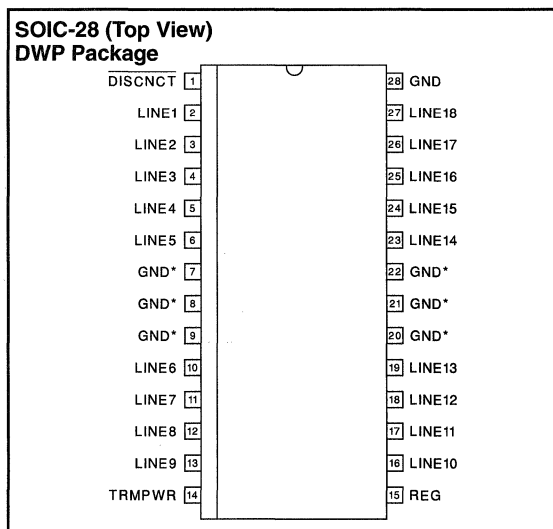 SOIC-28 (Top View)
DWP Package
DISCNCT 1
LINE1 2
LINE2 3
LINE3 4
LINE4 5
LINE5 6
GND* 7
GND* 8
GND* 9
LINE6 10
LINE7 11
LINE8 12
LINE9 13
TRMPWR 14
28 GND
27 LINE18
26 LINE17
25 LINE16
24 LINE15
23 LINE14
22 GND*
21 GND*
20 GND*
19 LINE13
18 LINE12
17 LINE11
16 LINE10
15 REG